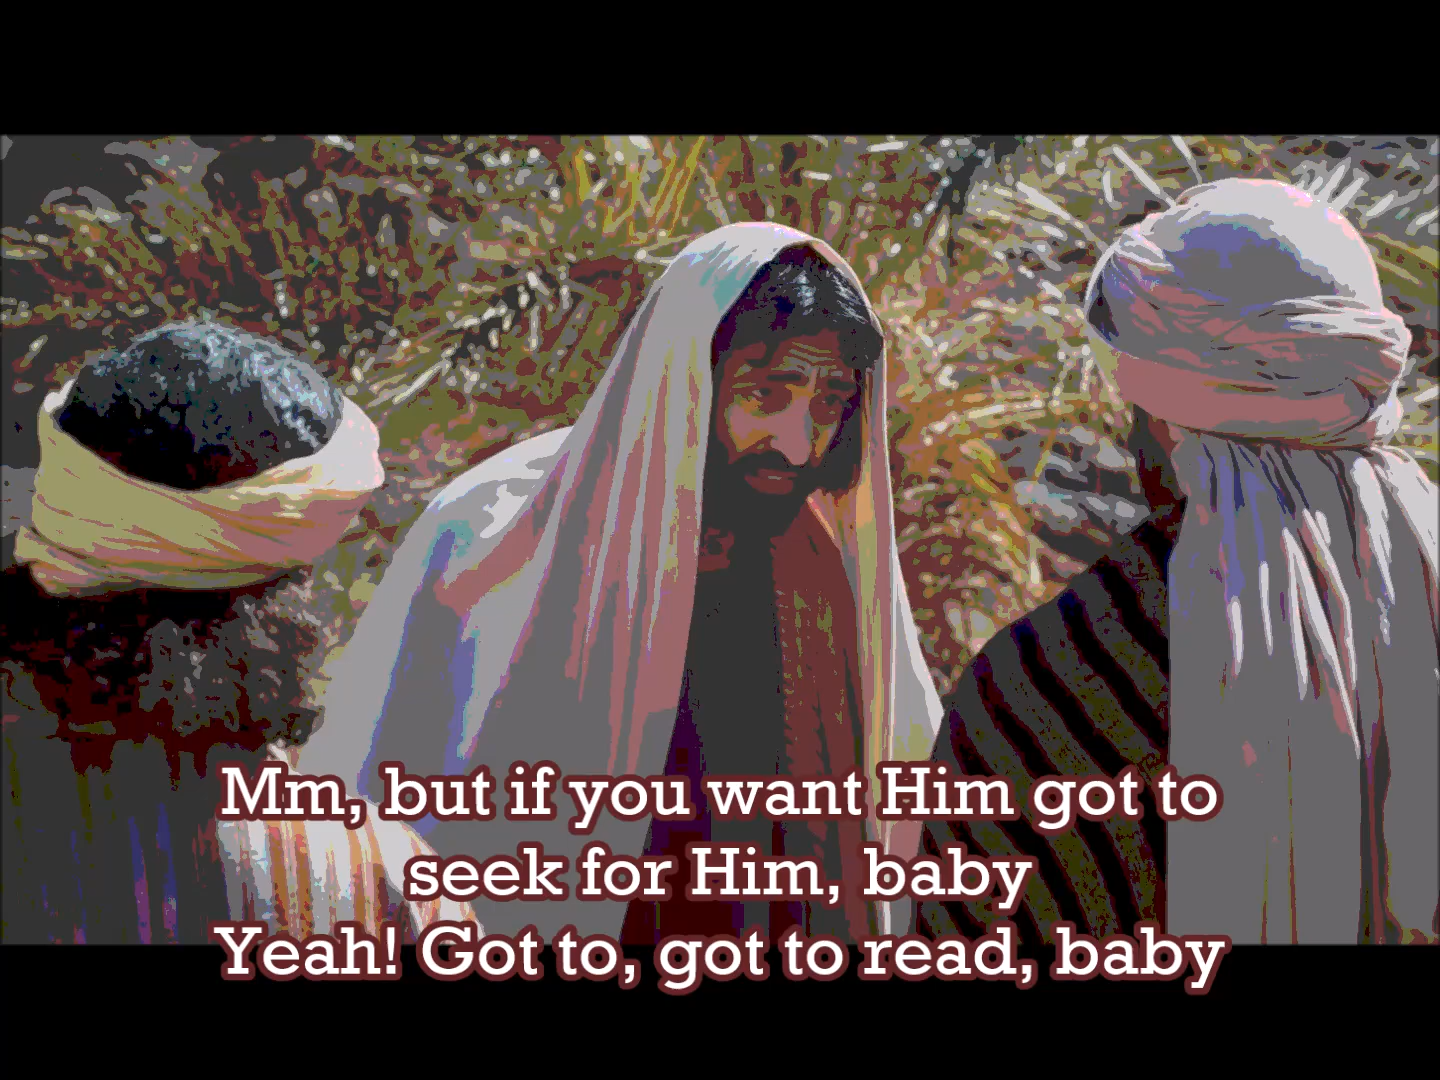 Mm, but if you want Him got to
seek for Him, baby
Yeah! Got to, got to read, baby